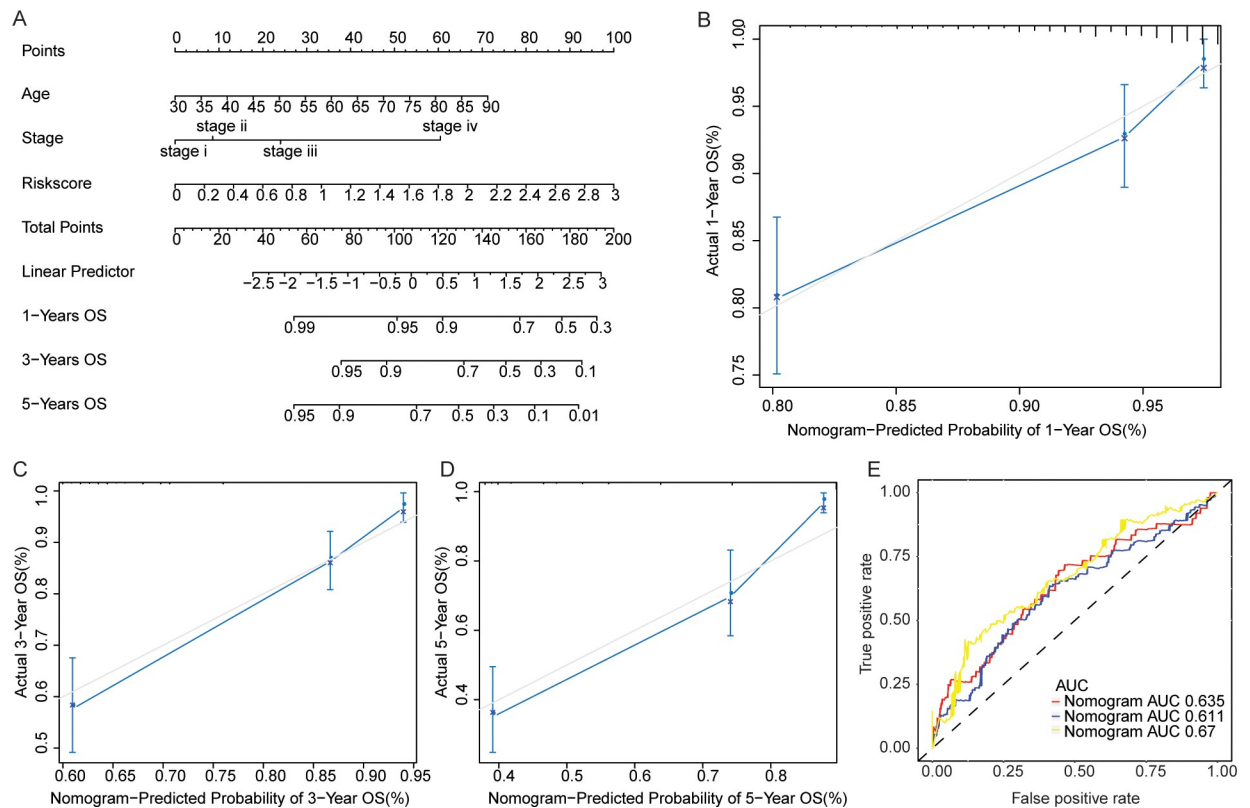 A
Points
0 10 20 30 40 50 60 70 80 90 100
Age
30 35 40 45 50 55 60 65 70 75 80 85 90
stage ii stage iv
Stage
stage i stage iii
Riskscore
0 0.2 0.4 0.6 0.8 1 1.2 1.4 1.6 1.8 2 2.2 2.4 2.6 2.8 3
Total Points
0 20 40 60 80 100 120 140 160 180 200
Linear Predictor
−2.5 −2 −1.5 −1 −0.5 0 0.5 1 1.5 2 2.5 3
1−Years OS
0.99 0.95 0.9 0.7 0.5 0.3
3−Years OS
0.95 0.9 0.7 0.5 0.3 0.1
5−Years OS
0.95 0.9 0.7 0.5 0.3 0.1 0.01
B
Actual 1−Year OS(%)
1.00
0.95
0.90
0.85
0.80
0.75
0.80 0.85 0.90 0.95
Nomogram−Predicted Probability of 1−Year OS(%)
C
Actual 3−Year OS(%)
1.0
0.9
0.8
0.7
0.6
0.5
0.60 0.65 0.70 0.75 0.80 0.85 0.90 0.95
Nomogram−Predicted Probability of 3−Year OS(%)
D
Actual 5−Year OS(%)
1.0
0.8
0.6
0.4
0.4 0.5 0.6 0.7 0.8
Nomogram−Predicted Probability of 5−Year OS(%)
E
True positive rate
1.00
0.75
0.50
0.25
0.00
AUC
Nomogram AUC 0.635
Nomogram AUC 0.611
Nomogram AUC 0.67
0.00 0.25 0.50 0.75 1.00
False positive rate